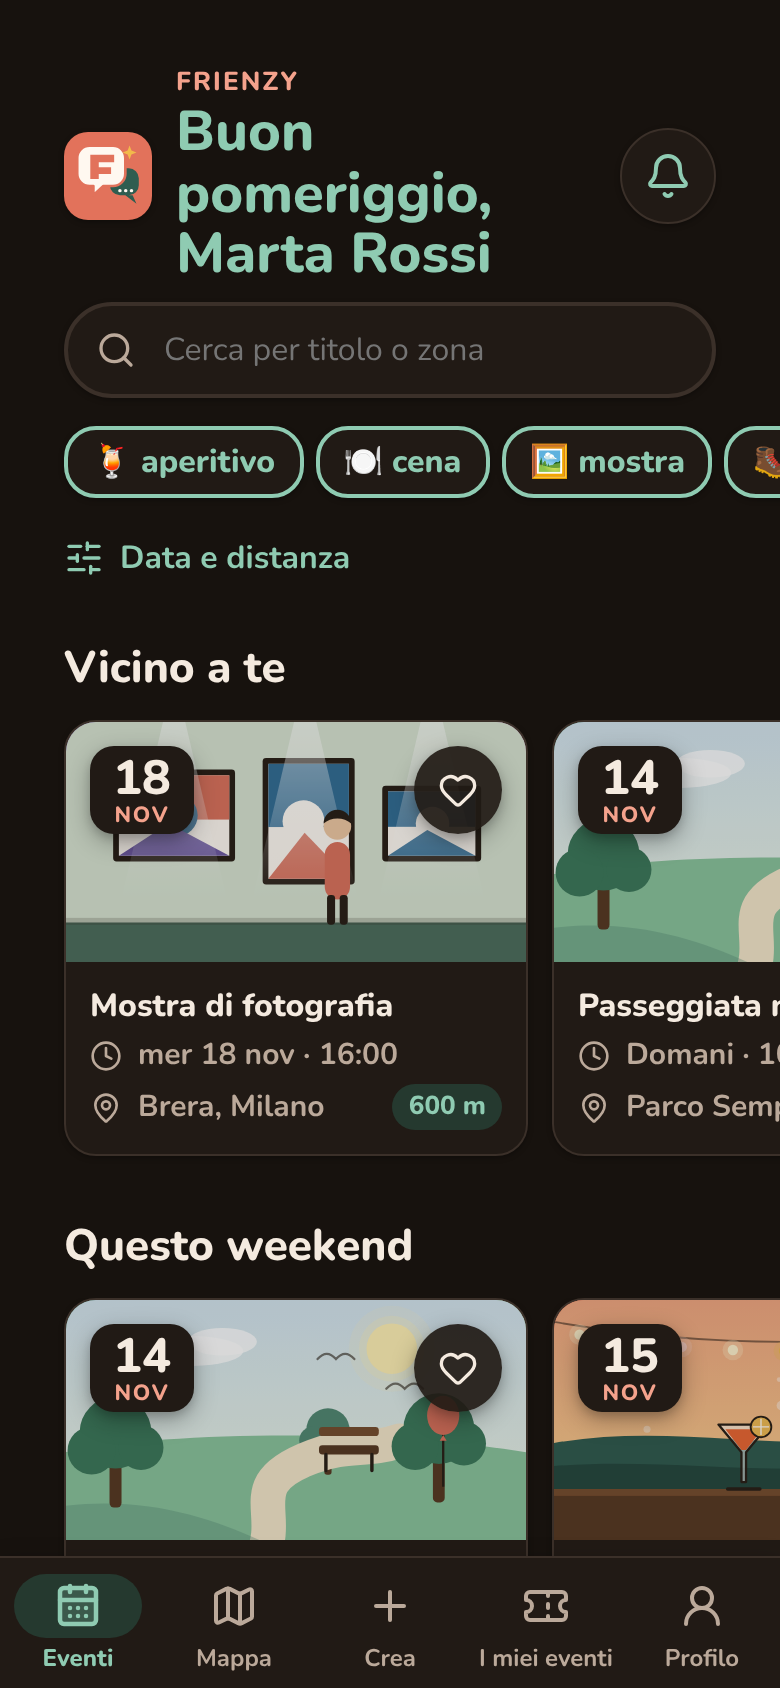 FRIENZY
Buon
pomeriggio,
Marta Rossi
Cerca per titolo o zona
aperitivo
cena
mostra
Data e distanza
Vicino a te
18
NOV
14
NOV
Mostra di fotografia
mer 18 nov · 16:00
Brera, Milano
600 m
Passeggiata
Domani ·
Parco
Questo weekend
14
NOV
15
NOV
Eventi
Mappa
Crea
I miei eventi
Profilo